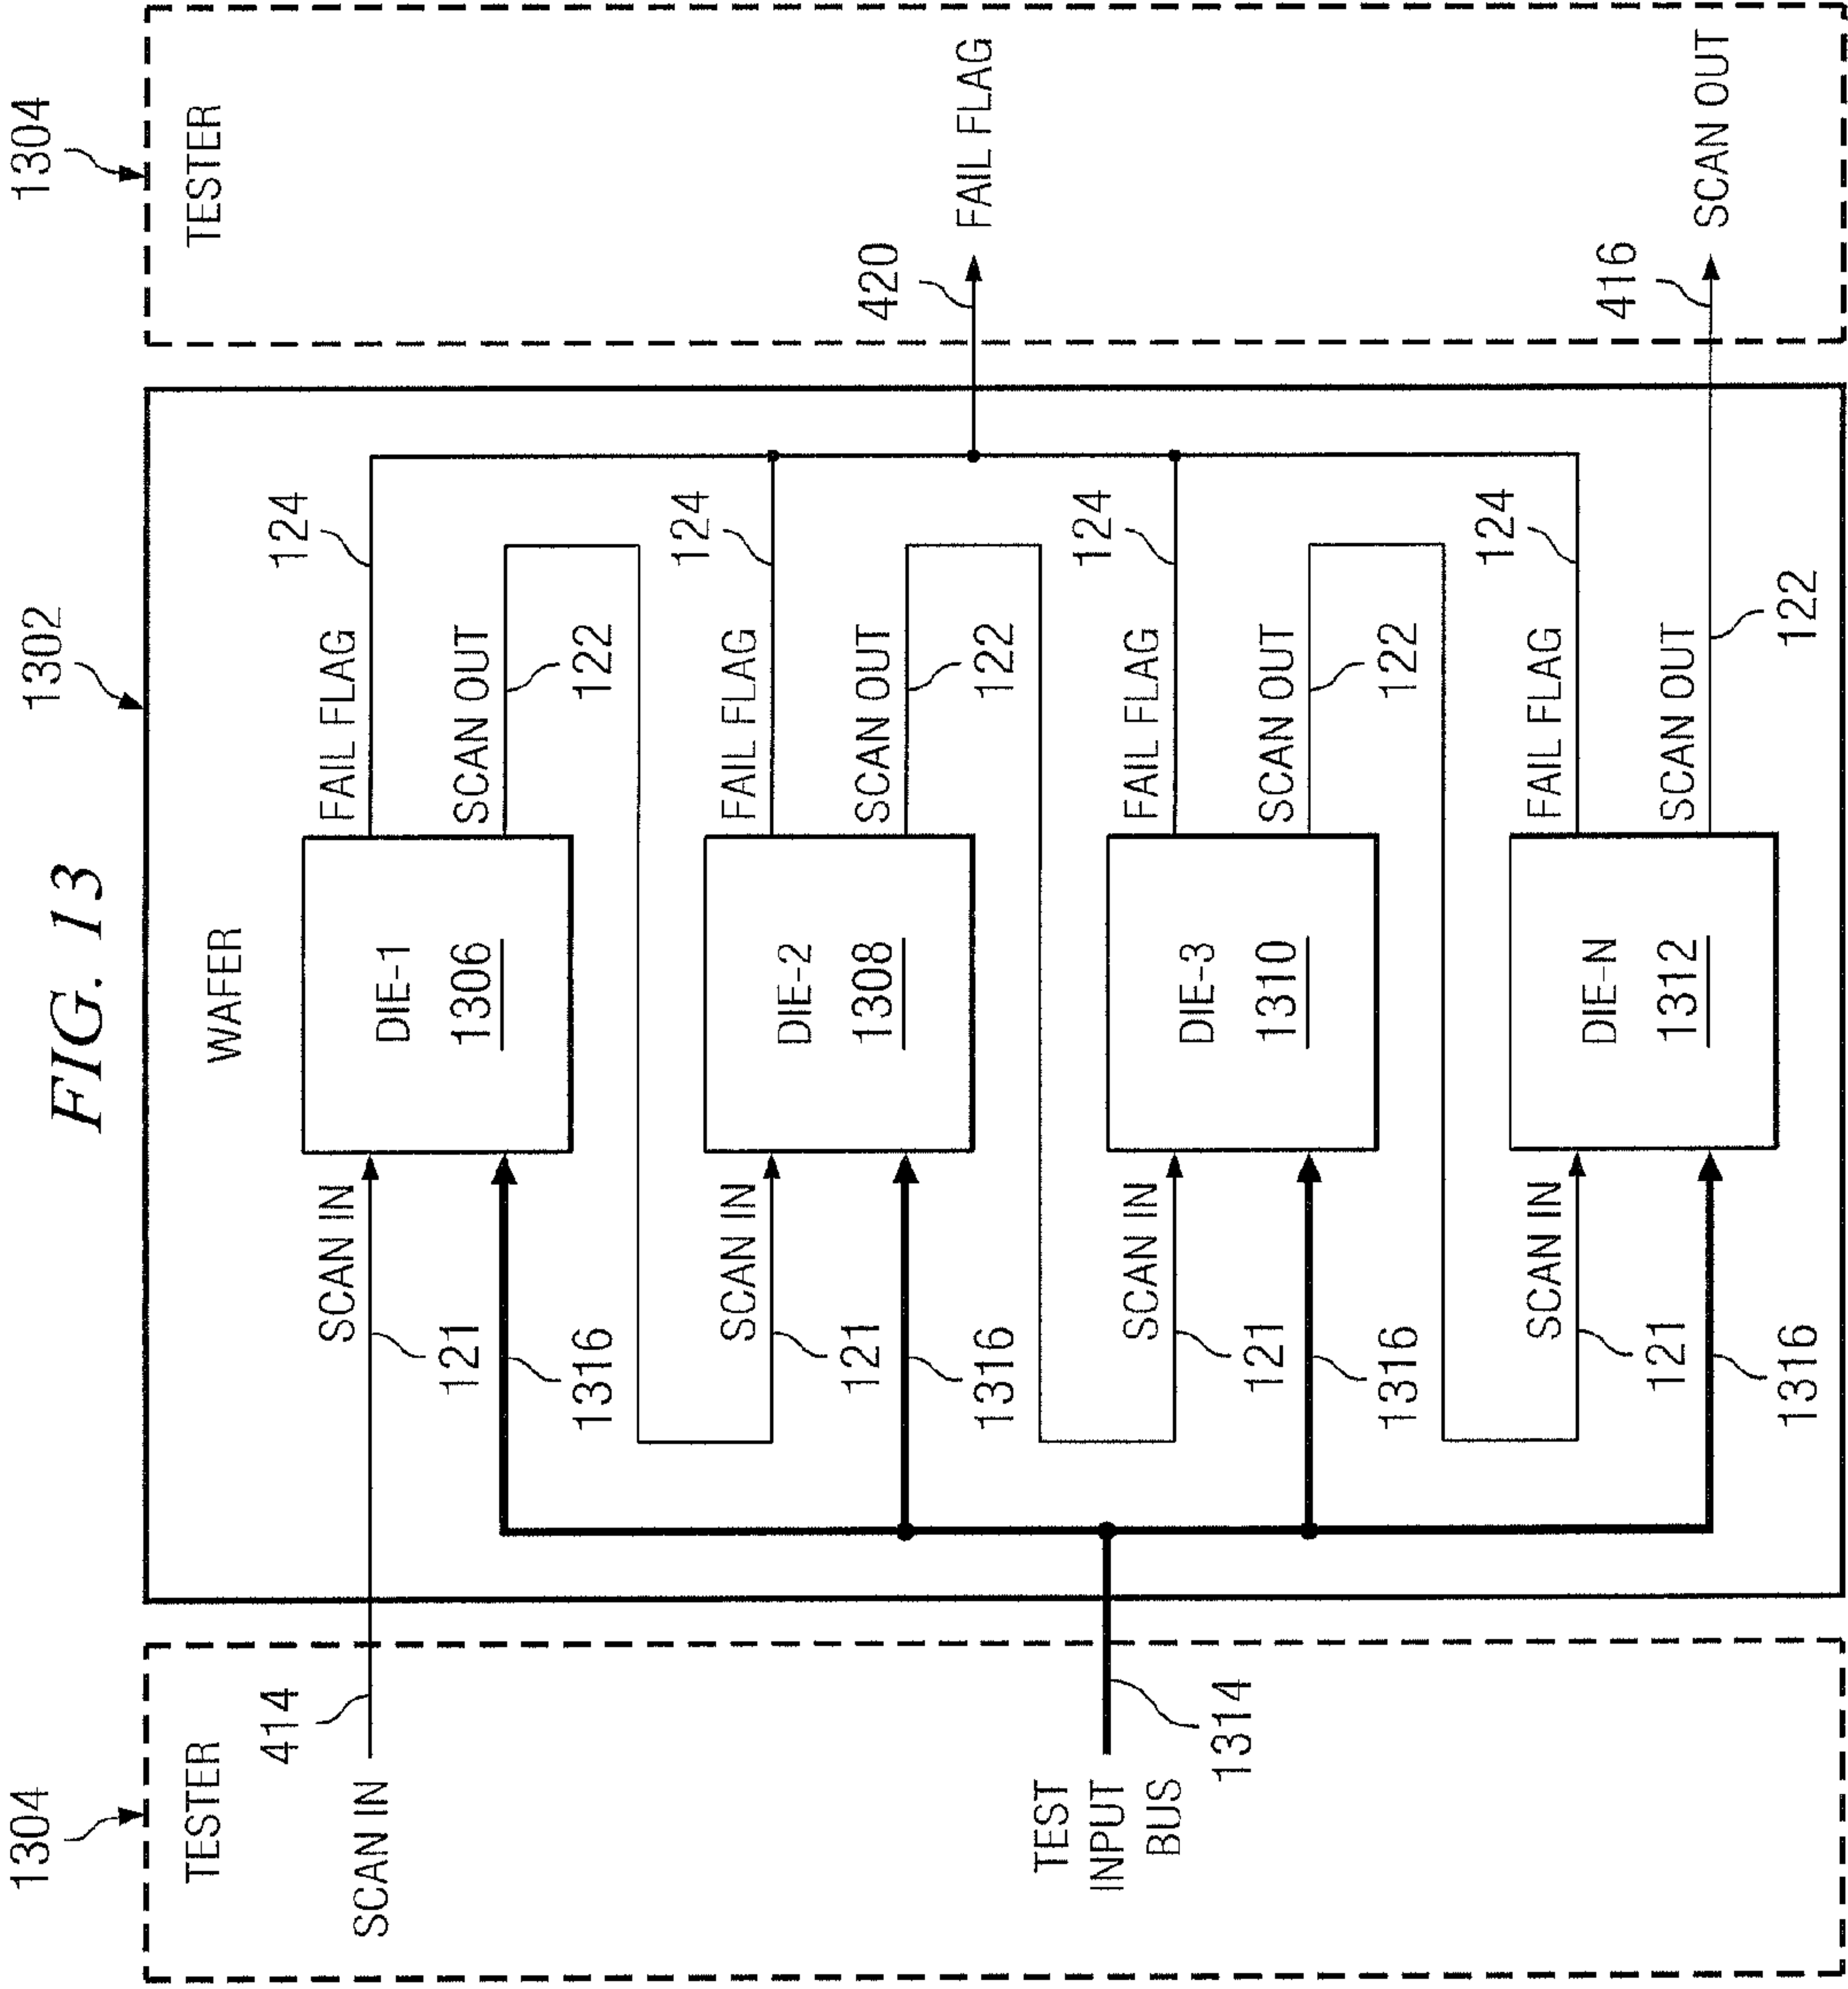 FIG. 13
1304
1302
1304
TESTER
WAFER
TESTER
414
SCAN IN
SCAN IN
121
1316
DIE-1
1306
FAIL FLAG
124
SCAN OUT
122
SCAN IN
121
1316
DIE-2
1308
FAIL FLAG
124
SCAN OUT
122
420
FAIL FLAG
TEST
INPUT
BUS
1314
SCAN IN
121
1316
DIE-3
1310
FAIL FLAG
124
SCAN OUT
122
SCAN IN
121
1316
DIE-N
1312
FAIL FLAG
124
SCAN OUT
122
416
SCAN OUT